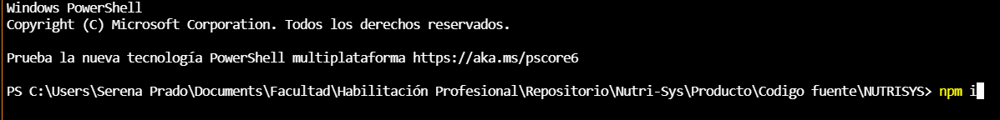 Windows PowerShell
Copyright (C) Microsoft Corporation. Todos los derechos reservados.
Prueba la nueva tecnología PowerShell multiplataforma https://aka.ms/pscore6
PS C:\Users\Serena Prado\Documents\Facultad\Habilitación Profesional\Repositorio\Nutri-Sys\Producto\Codigo fuente\NUTRISYS> npm i